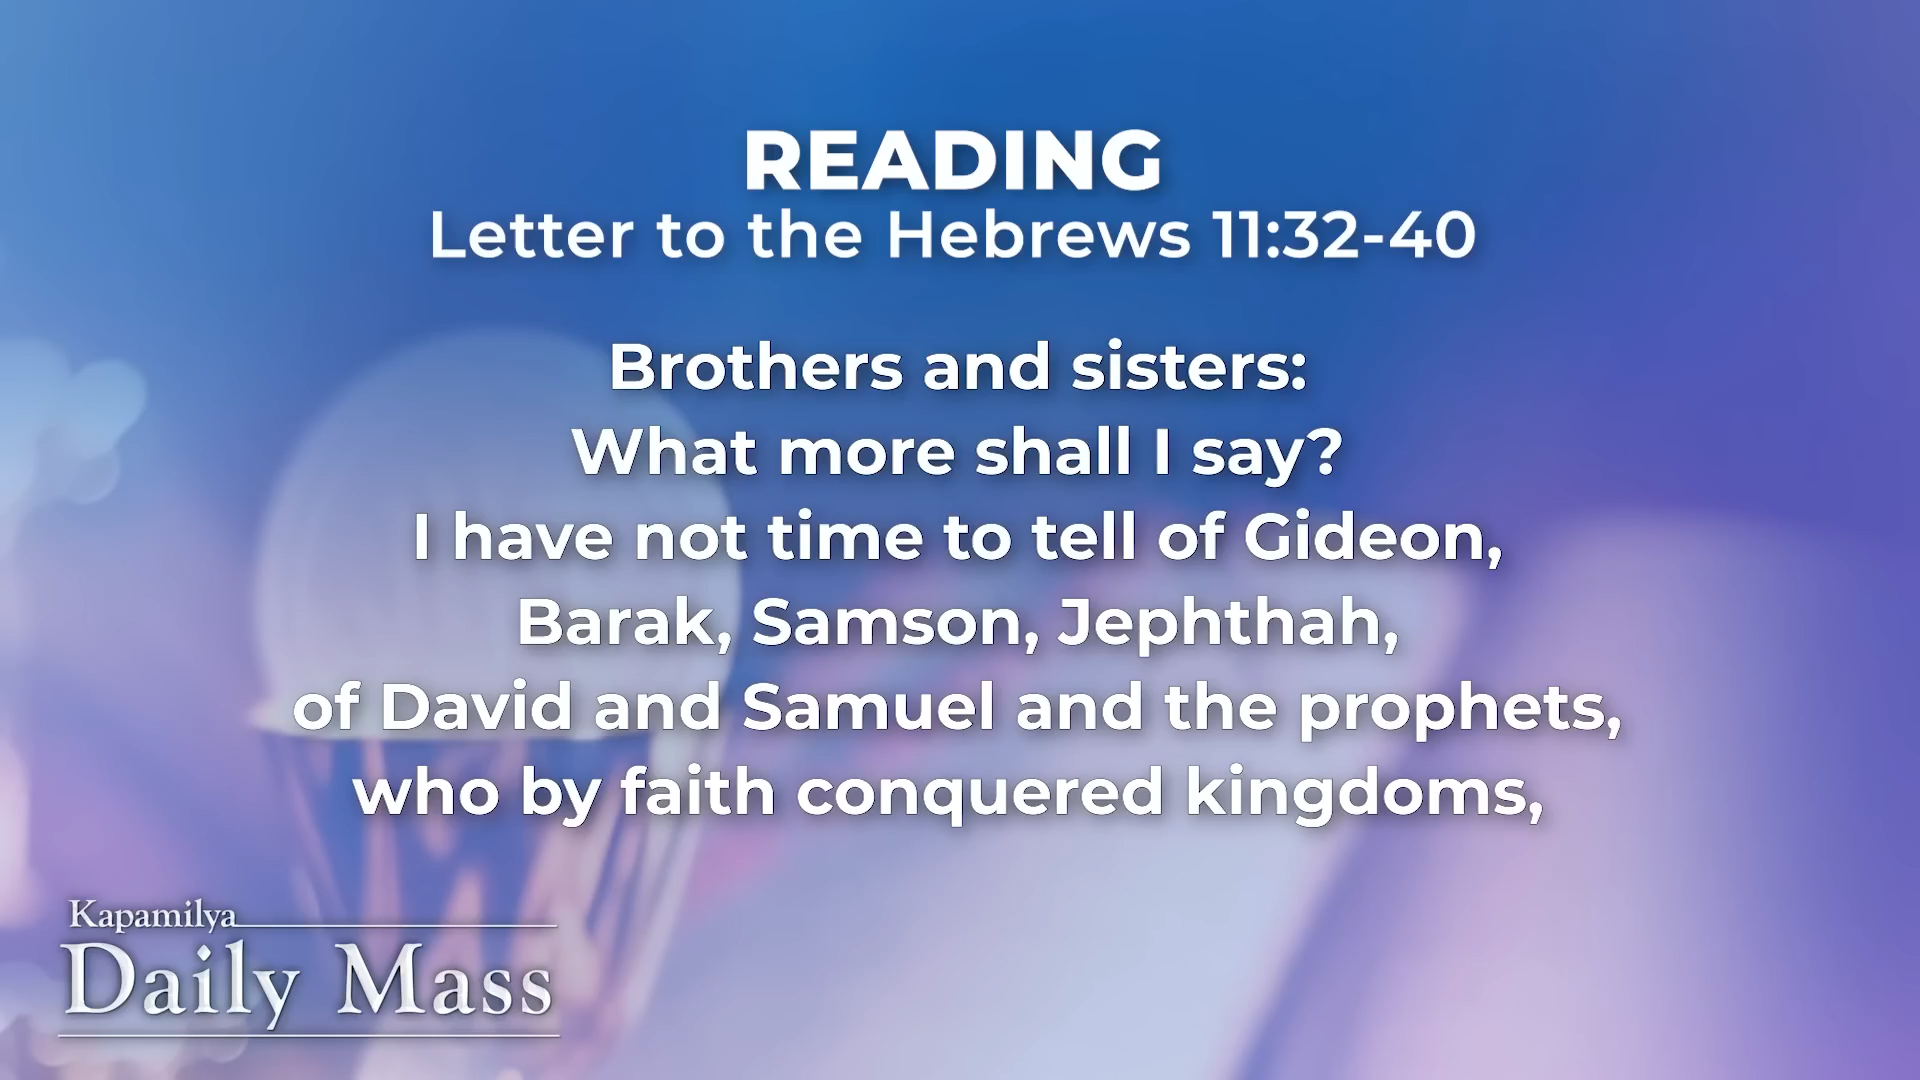 READING
Letter to the Hebrews 11:32-40
Brothers and sisters:
What more shall I say?
I have not time to tell of Gideon,
Barak, Samson, Jephthah,
of David and Samuel and the prophets,
who by faith conquered kingdoms,
Kapamilya
Daily Mass